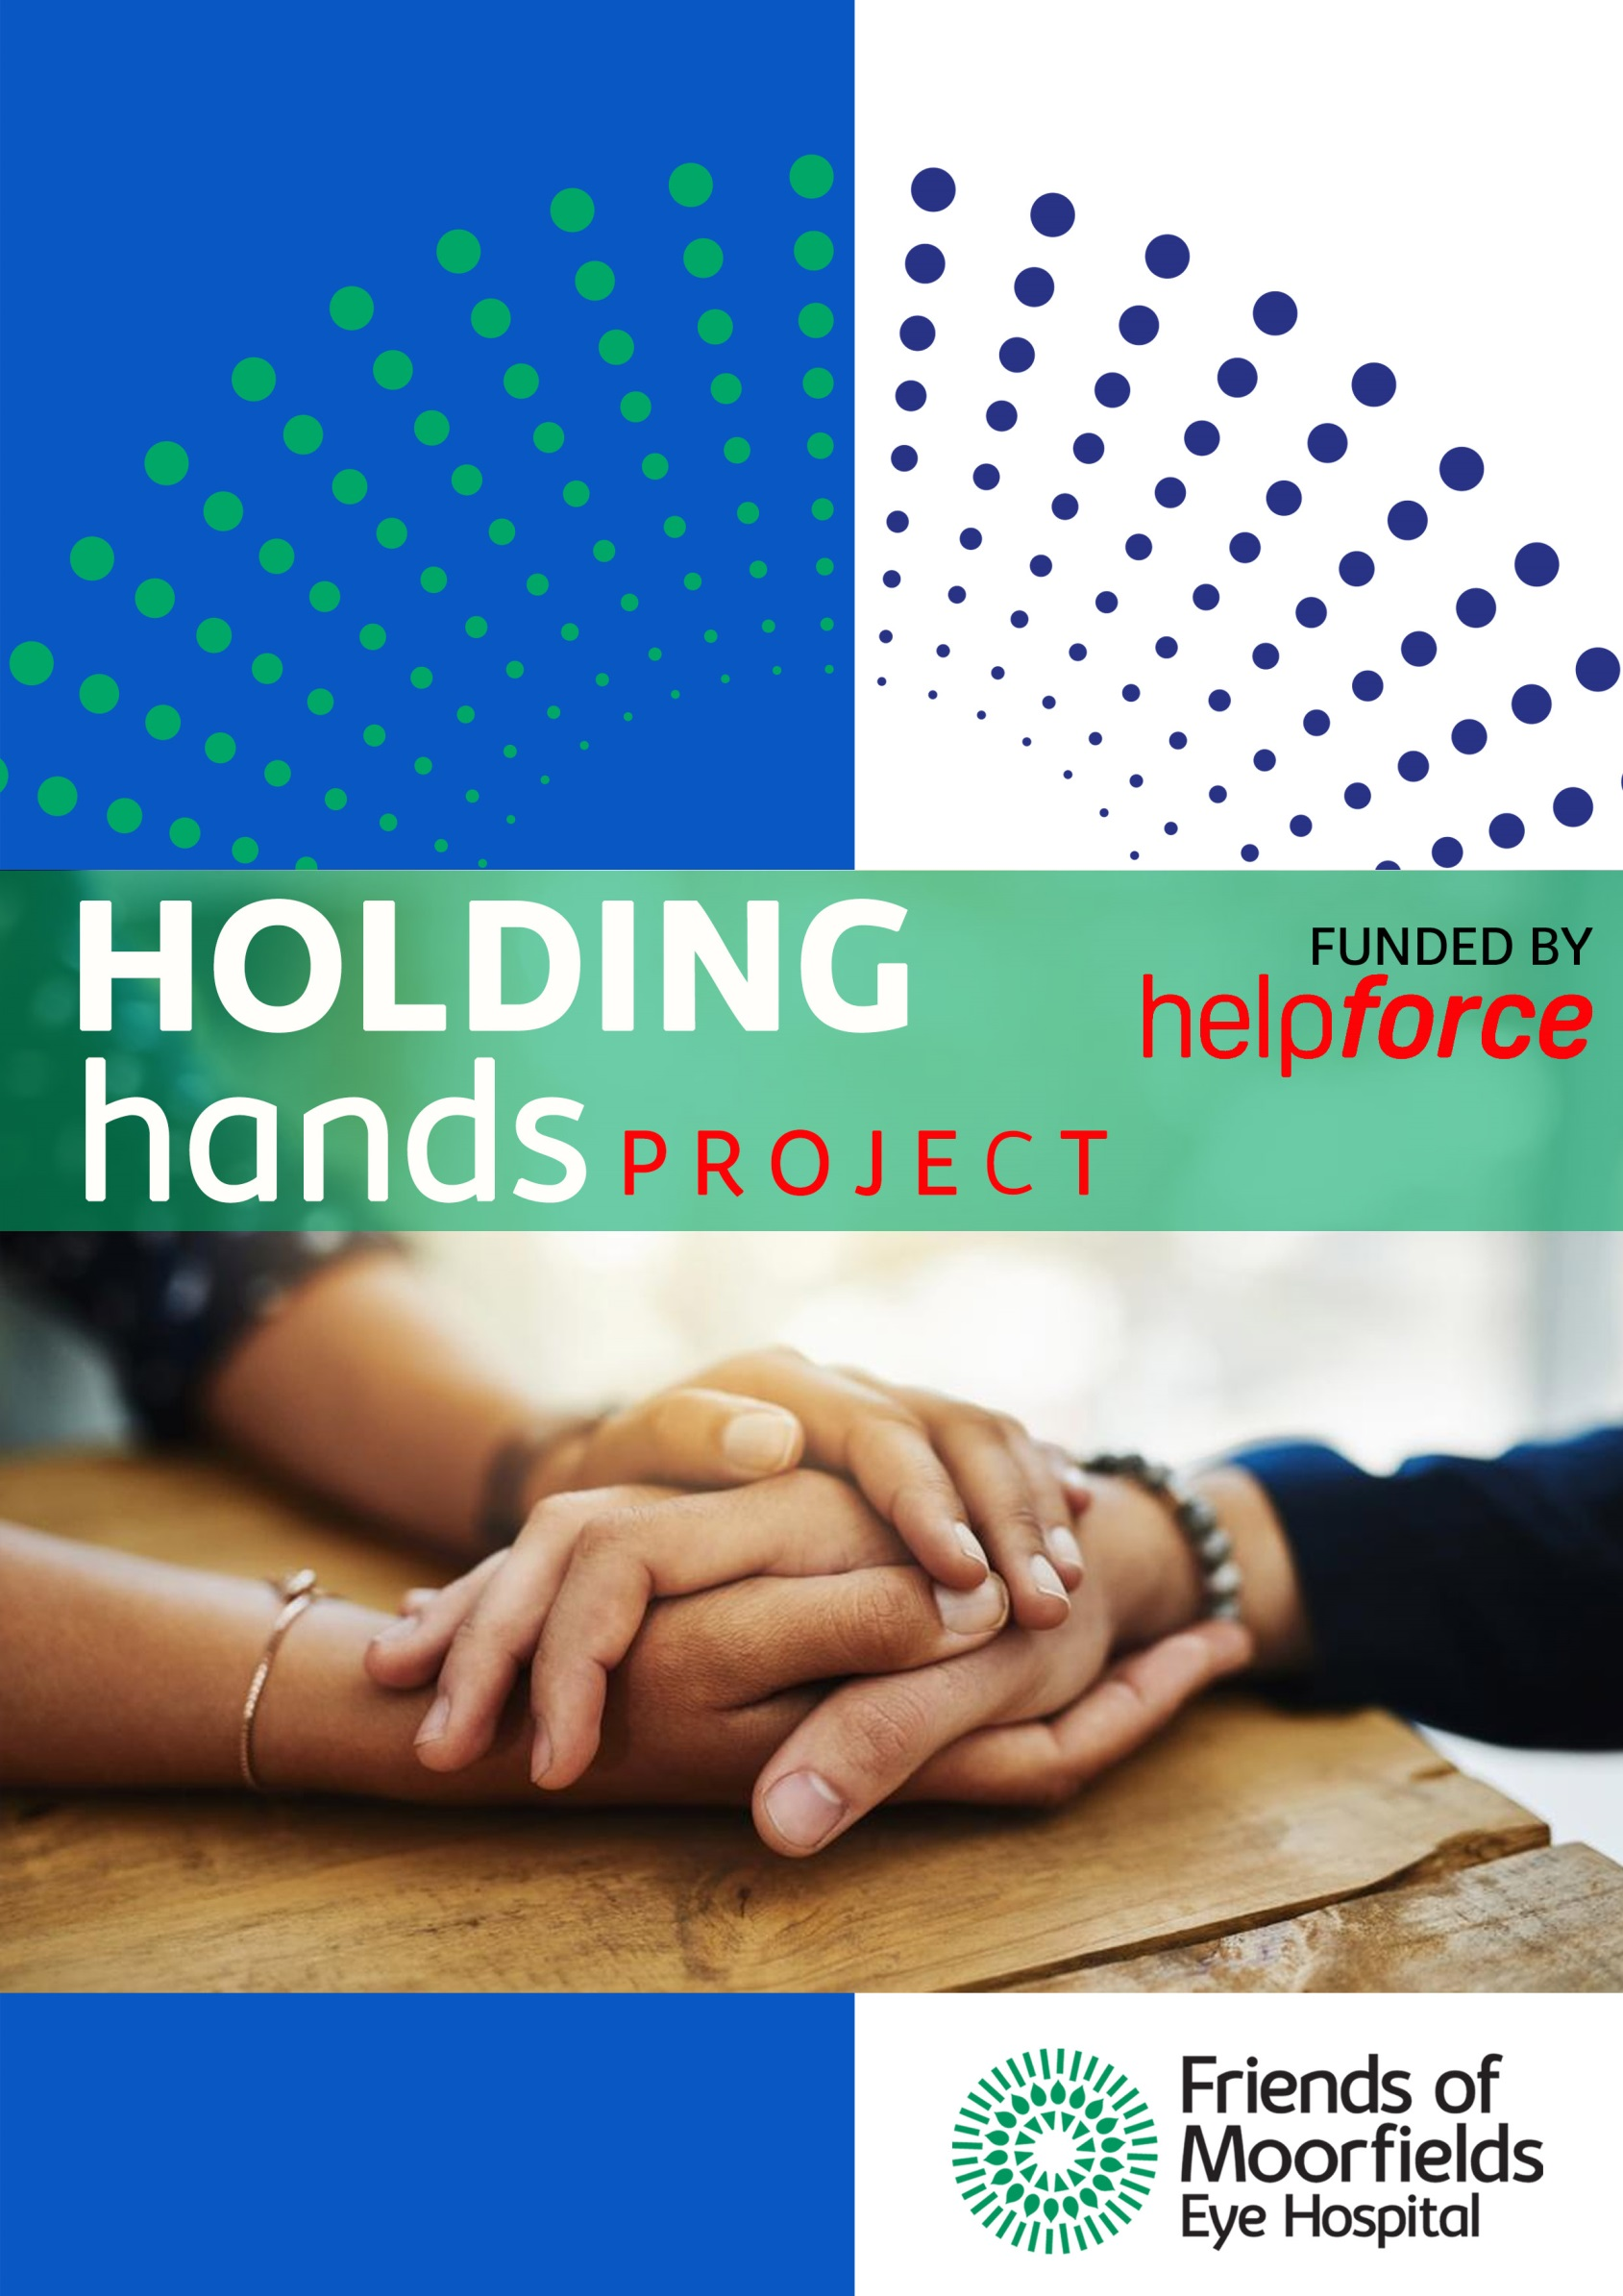 HOLDING
hands PROJECT
FUNDED BY
helpforce
Friends of
Moorfields
Eye Hospital